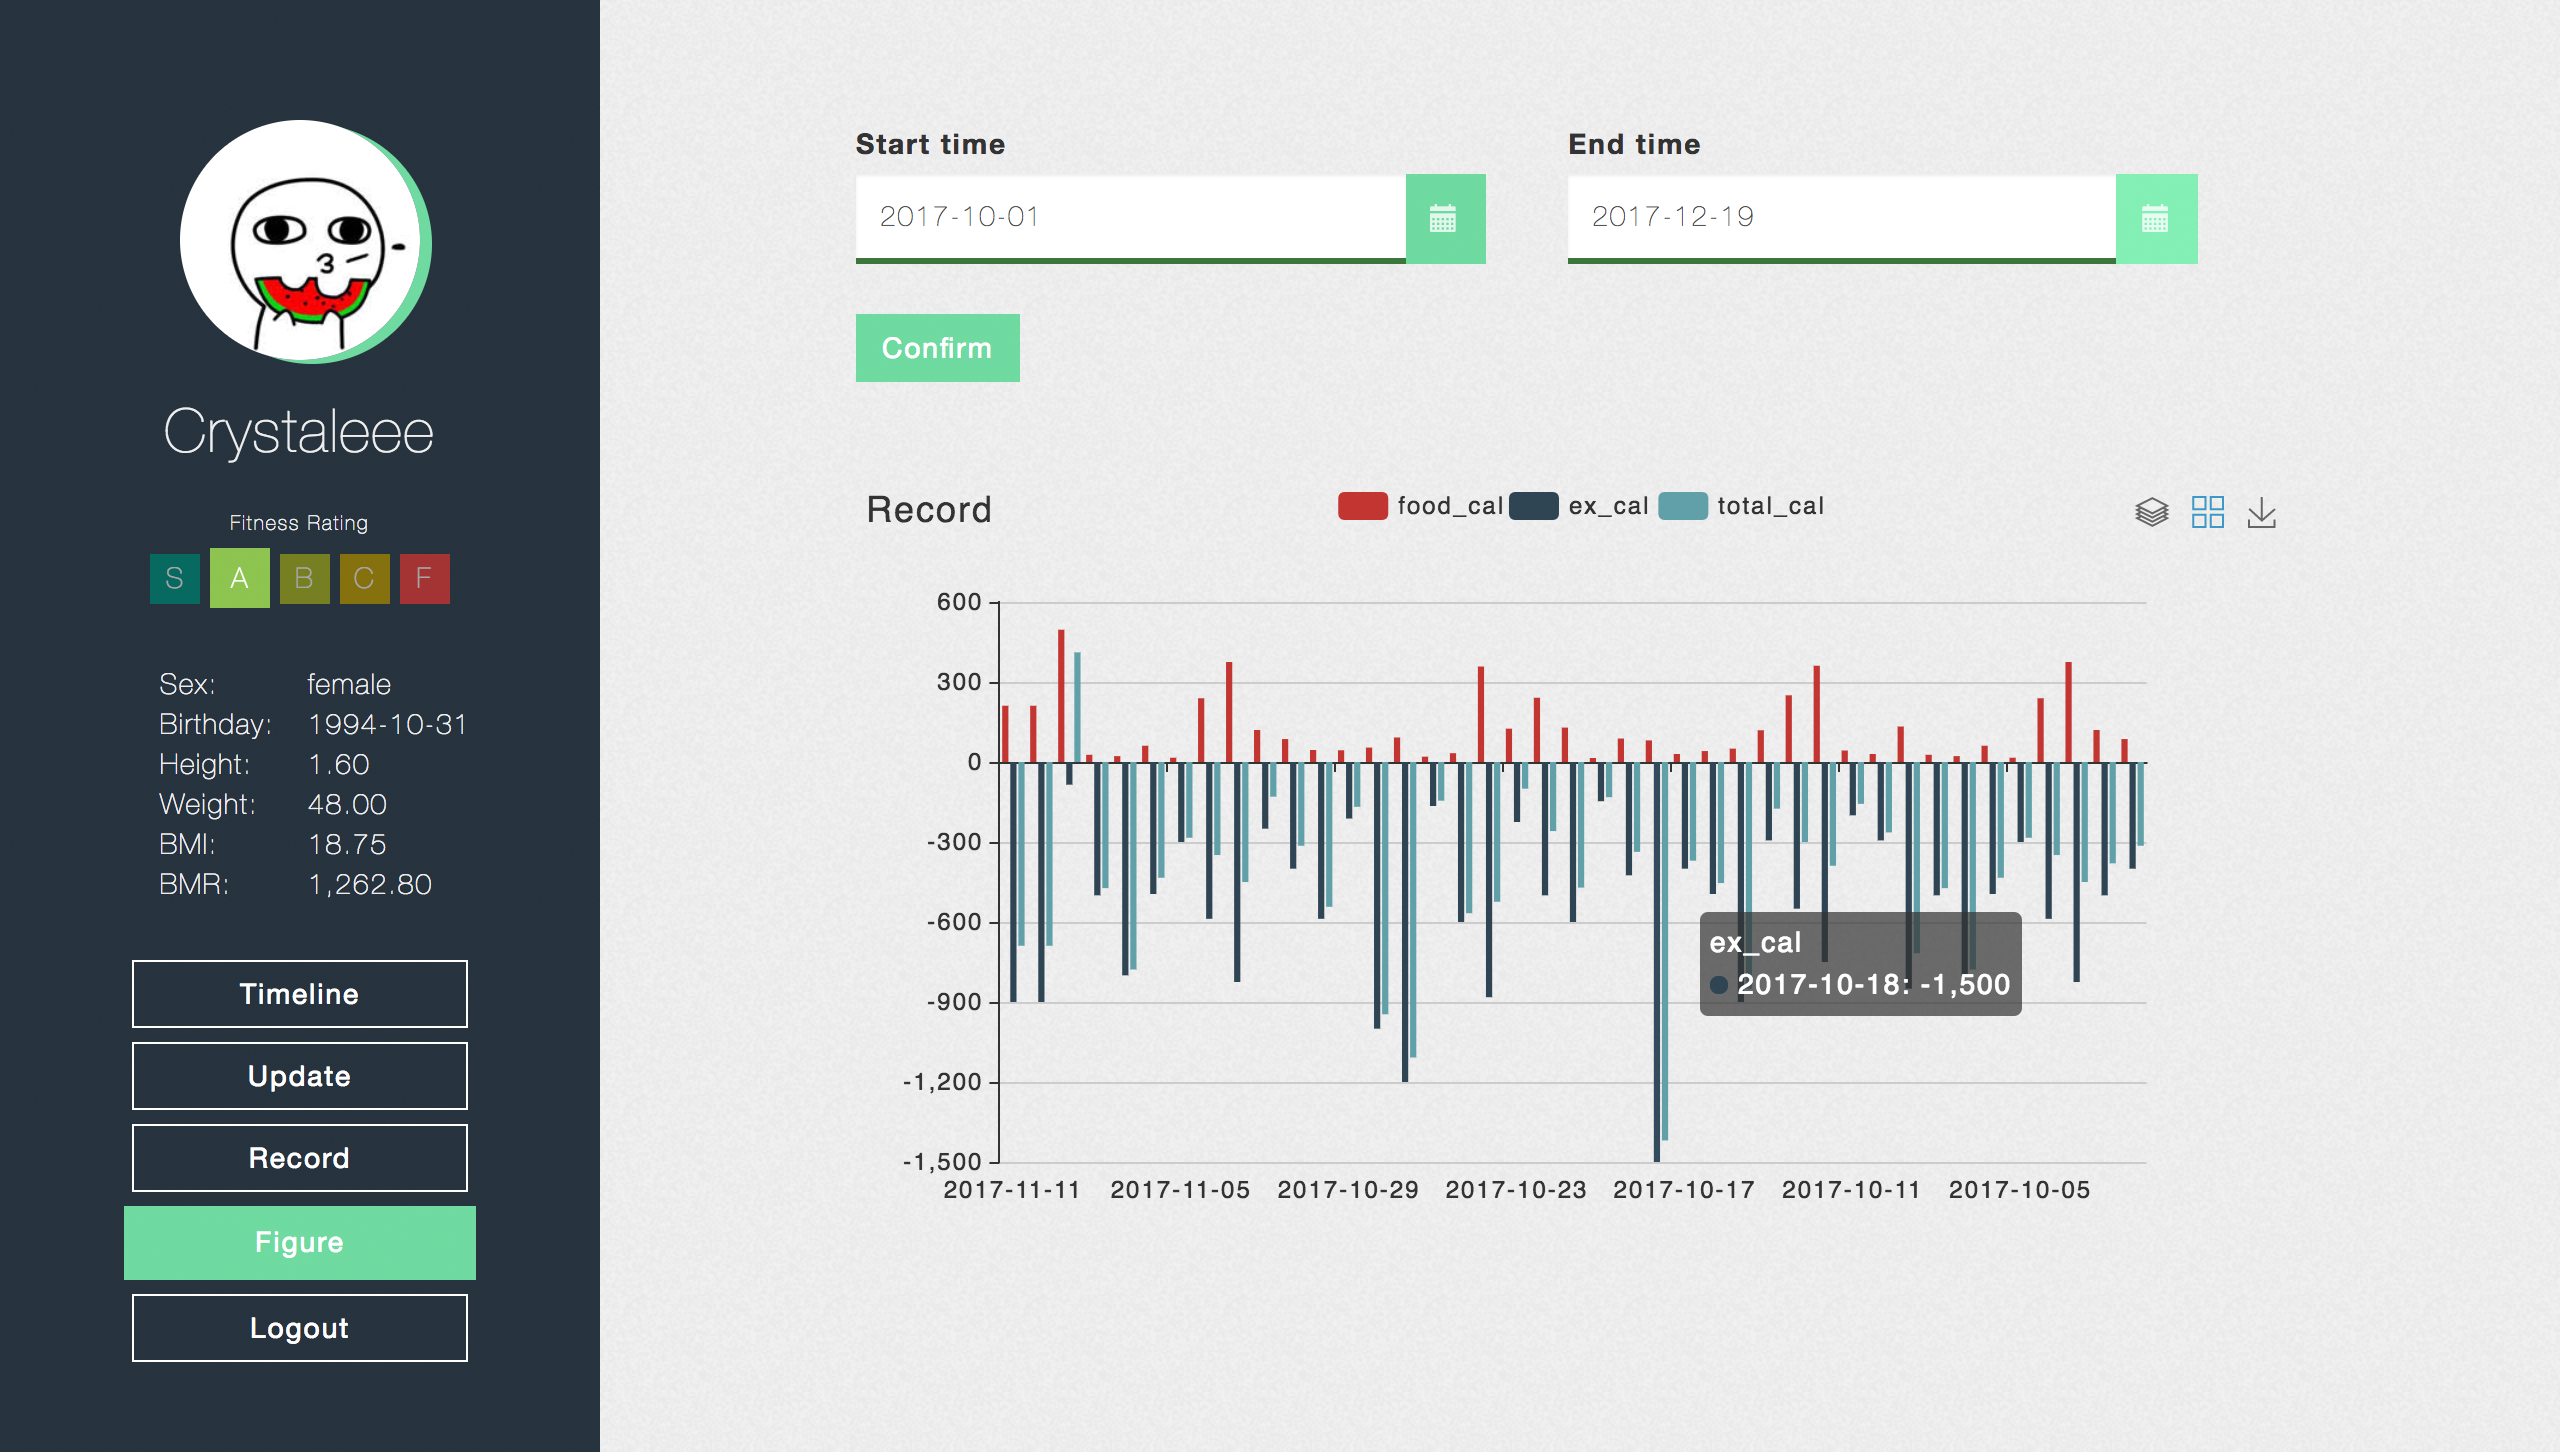 Crystaleee
Fitness Rating
S A B C F
Sex: female
Birthday: 1994-10-31
Height: 1.60
Weight: 48.00
BMI: 18.75
BMR: 1,262.80
Timeline
Update
Record
Figure
Logout
Start time
2017-10-01
End time
2017-12-19
Confirm
Record
food_cal ex_cal total_cal
600
300
0
-300
-600
-900
-1,200
-1,500
ex_cal
2017-10-18: -1,500
2017-11-11 2017-11-05 2017-10-29 2017-10-23 2017-10-17 2017-10-11 2017-10-05